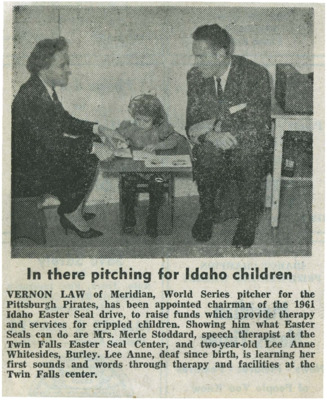 In there pitching for Idaho children
VERNON LAW of Meridian, World Series pitcher for the
Pittsburgh Pirates, has been appointed chairman of the 1961
Idaho Easter Seal drive, to raise funds which provide therapy
and services for crippled children. Showing him what Easter
Seals can do are Mrs. Merle Stoddard, speech therapist at the
Twin Falls Easter Seal Center, and two-year-old Lee Anne
Whitesides, Burley. Lee Anne, deaf since birth, is learning her
first sounds and words through therapy and facilities at the
Twin Falls center.